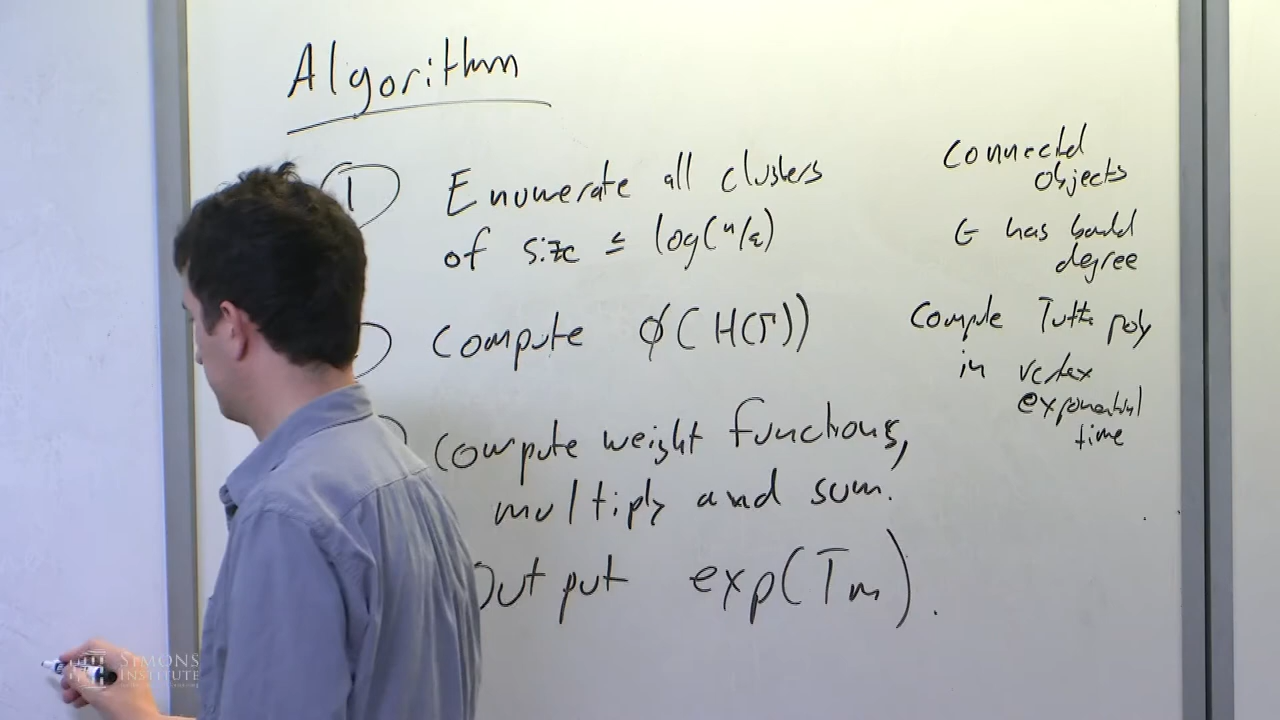 Algorithm
1 Enumerate all clusters
of size ≤ log(n/ε)
Compute ϕ(H(Γ))
Compute weight functions,
multiply and sum.
Output exp(Tm).
Connected
objects
G has bndd
degree
Compute Tutte poly
in vertex
exponential
time
SIMONS
INSTITUTE